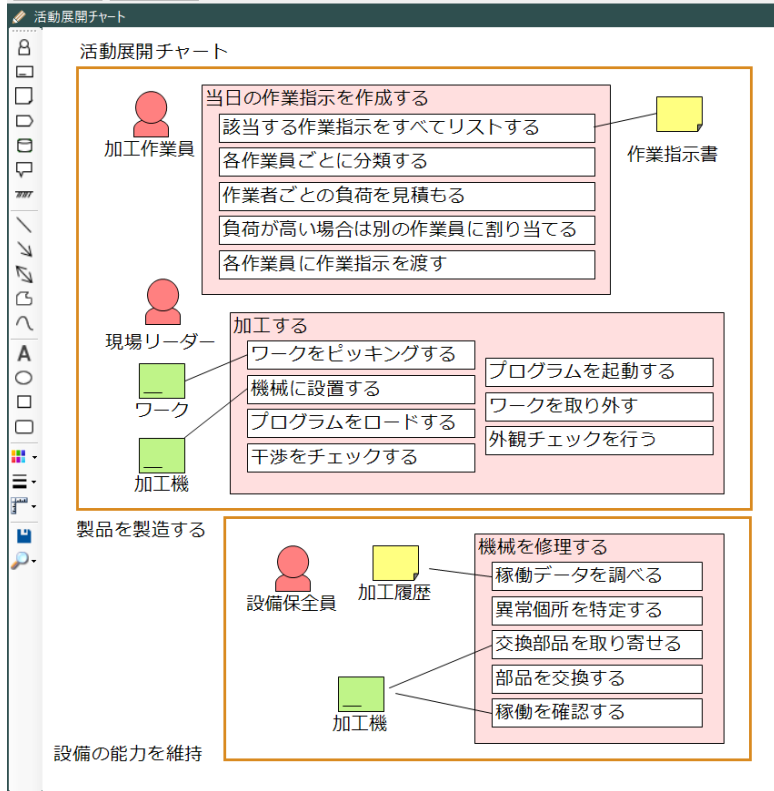 活動展開チャート
活動展開チャート
当日の作業指示を作成する
該当する作業指示をすべてリストする
各作業員ごとに分類する
作業者ごとの負荷を見積もる
負荷が高い場合は別の作業員に割り当てる
各作業員に作業指示を渡す
加工作業員
作業指示書
現場リーダー
加工する
ワークをピッキングする
機械に設置する
プログラムをロードする
干渉をチェックする
プログラムを起動する
ワークを取り外す
外観チェックを行う
ワーク
加工機
製品を製造する
機械を修理する
稼働データを調べる
異常個所を特定する
交換部品を取り寄せる
部品を交換する
稼働を確認する
設備保全員
加工履歴
加工機
設備の能力を維持
A